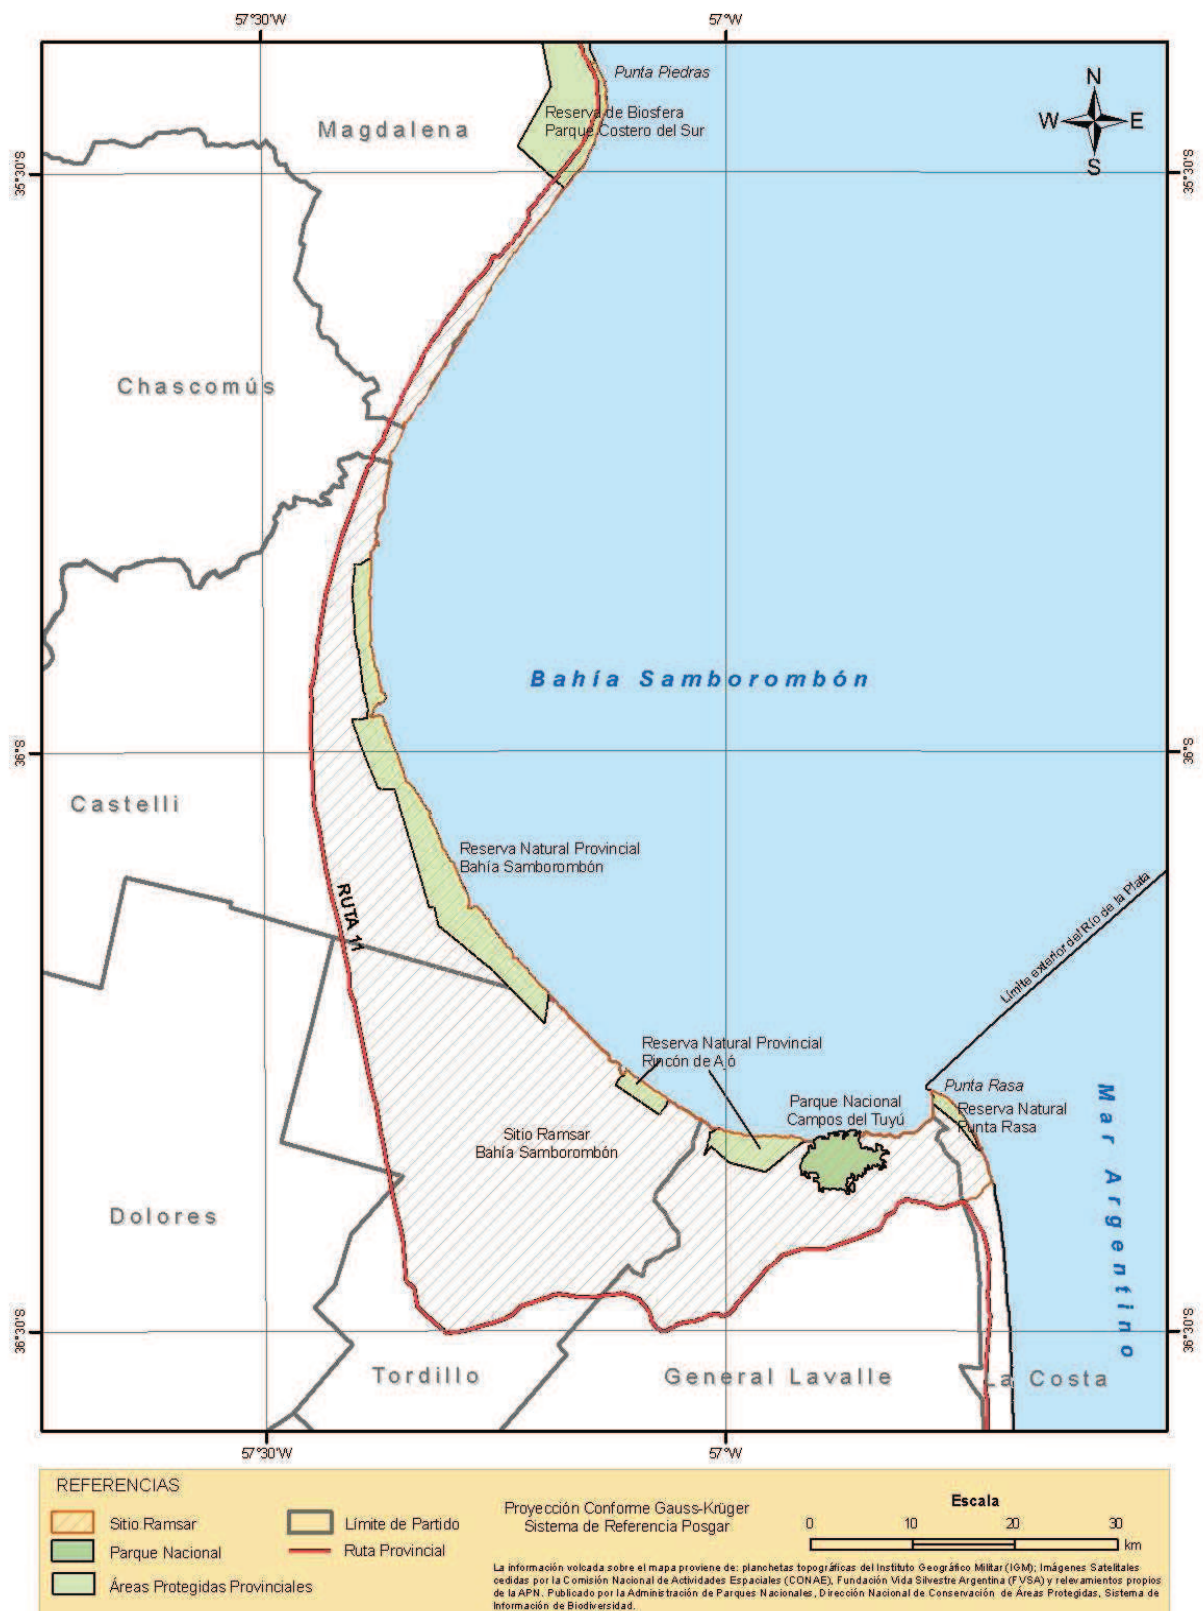 57°30'W
57°W
Punta Piedras
N
W E
S
Reserva de Biosfera
Parque Costero del Sur
Magdalena
35°30'S
35°30'S
Chascomús
Bahía Samborombón
36°S
36°S
Castelli
Reserva Natural Provincial
Bahía Samborombón
RUTA 11
Límite exterior del Río de la Plata
Reserva Natural Provincial
Rincón de Ajó
Punta Rasa
Parque Nacional
Campos del Tuyú
Reserva Natural
Punta Rasa
Mar Argentino
Sitio Ramsar
Bahía Samborombón
Dolores
36°30'S
36°30'S
Tordillo
General Lavalle
La Costa
57°30'W
57°W
REFERENCIAS
Sitio Ramsar
Parque Nacional
Áreas Protegidas Provinciales
Límite de Partido
Ruta Provincial
Proyección Conforme Gauss-Krüger
Sistema de Referencia Posgar
Escala
0 10 20 30
km
La información volcada sobre el mapa proviene de: planchetas topográficas del Instituto Geográfico Militar (IGM); Imágenes Satelitales
cedidas por la Comisión Nacional de Actividades Espaciales (CONAE), Fundación Vida Silvestre Argentina (FVSA) y relevamientos propios
de la APN. Publicado por la Administración de Parques Nacionales, Dirección Nacional de Conservación de Áreas Protegidas, Sistema de
Información de Biodiversidad.